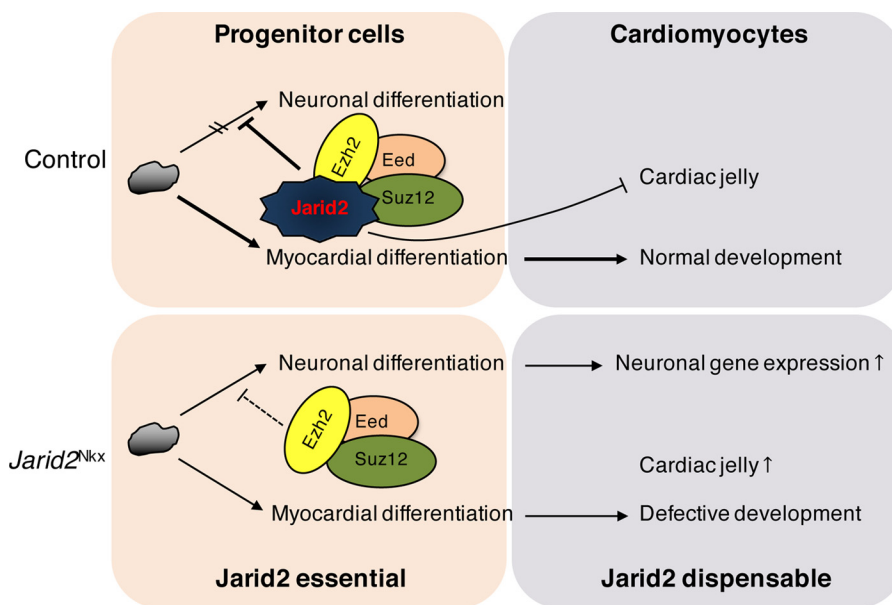 Progenitor cells
Cardiomyocytes
Neuronal differentiation
Control
Ezh2
Eed
Jarid2
Suz12
Cardiac jelly
Myocardial differentiation
Normal development
Neuronal differentiation
Neuronal gene expression ↑
Jarid2Nkx
Ezh2
Eed
Suz12
Cardiac jelly ↑
Myocardial differentiation
Defective development
Jarid2 essential
Jarid2 dispensable